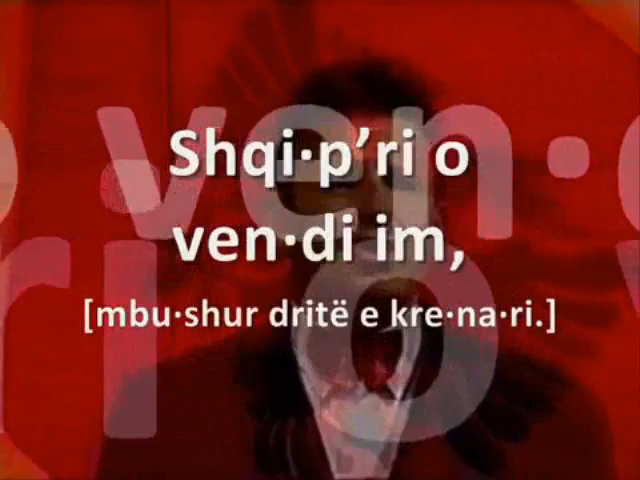 Shqi·p’ri o
ven·di im,
[mbu·shur dritë e kre·na·ri.]